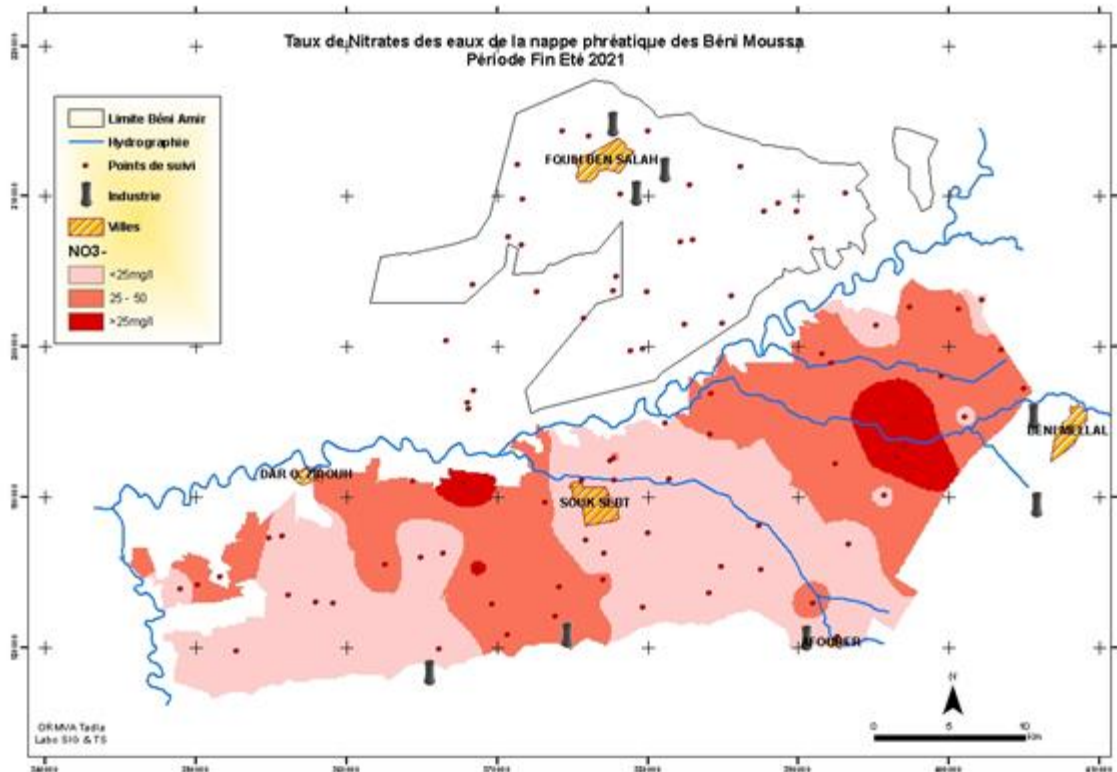 Taux de Nitrates des eaux de la nappe phréatique des Béni Moussa
Période Fin Eté 2021
Limite Béni Amir
Hydrographie
Points de suivi
Industrie
Villes
NO3-
<25mg/l
25 - 50
>25mg/l
FOUIH BEN SALAH
BENI MELLAL
DAR O. ZIDOUH
SOUK SEBT
AFOURER
N
0 5 10
Km
ORMVA Tadla
Labo SIG & TS